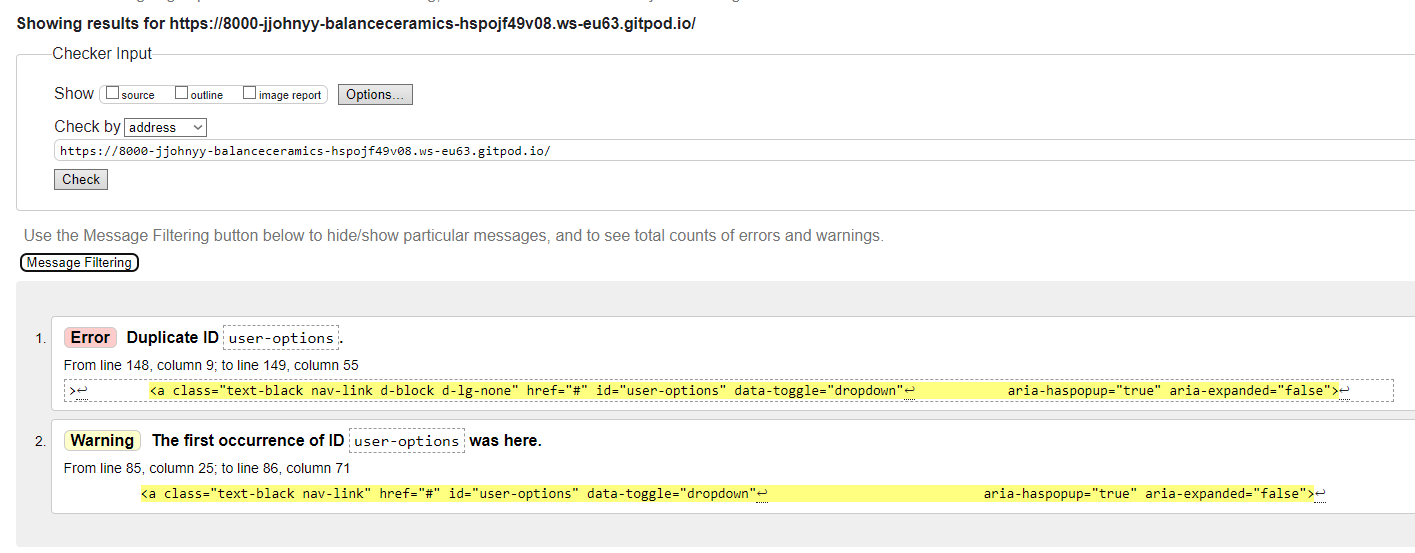 Showing results for https://8000-jjohnyy-balanceceramics-hspojf49v08.ws-eu63.gitpod.io/
Checker Input
Show source outline image report Options...
Check by address
https://8000-jjohnyy-balanceceramics-hspojf49v08.ws-eu63.gitpod.io/
Check
Use the Message Filtering button below to hide/show particular messages, and to see total counts of errors and warnings.
Message Filtering
1. Error Duplicate ID user-options.
From line 148, column 9; to line 149, column 55
>↩ <a class="text-black nav-link d-block d-lg-none" href="#" id="user-options" data-toggle="dropdown"↩ aria-haspopup="true" aria-expanded="false">↩
2. Warning The first occurrence of ID user-options was here.
From line 85, column 25; to line 86, column 71
<a class="text-black nav-link" href="#" id="user-options" data-toggle="dropdown"↩ aria-haspopup="true" aria-expanded="false">↩